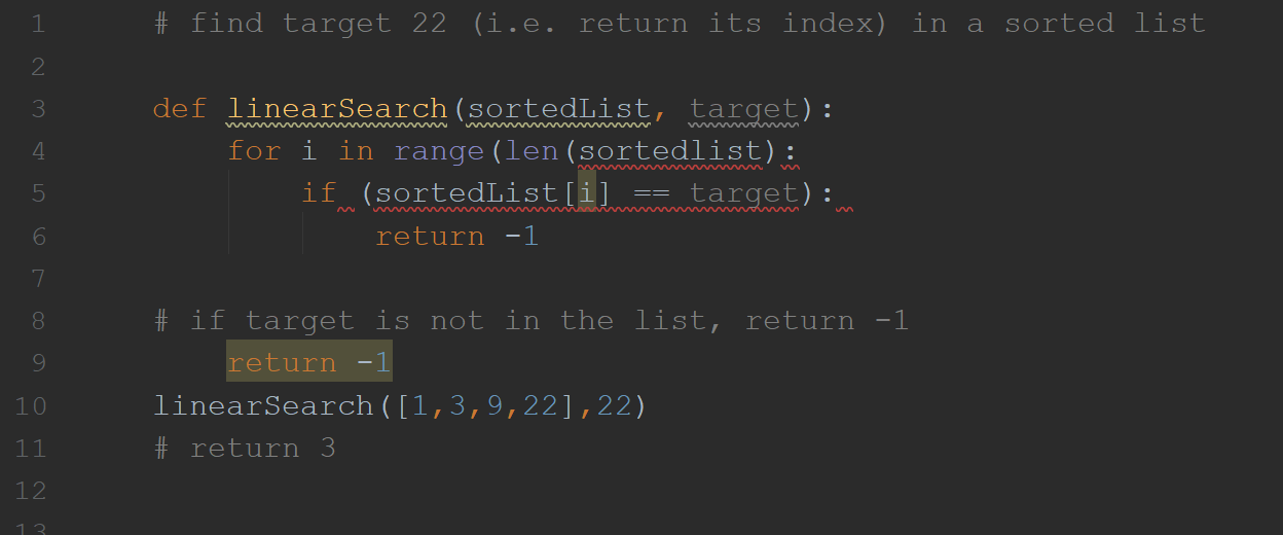 1 # find target 22 (i.e. return its index) in a sorted list
2
3 def linearSearch(sortedList, target):
4     for i in range(len(sortedlist):
5         if (sortedList[i] == target):
6             return -1
7
8 # if target is not in the list, return -1
9     return -1
10 linearSearch([1,3,9,22],22)
11 # return 3
12
13